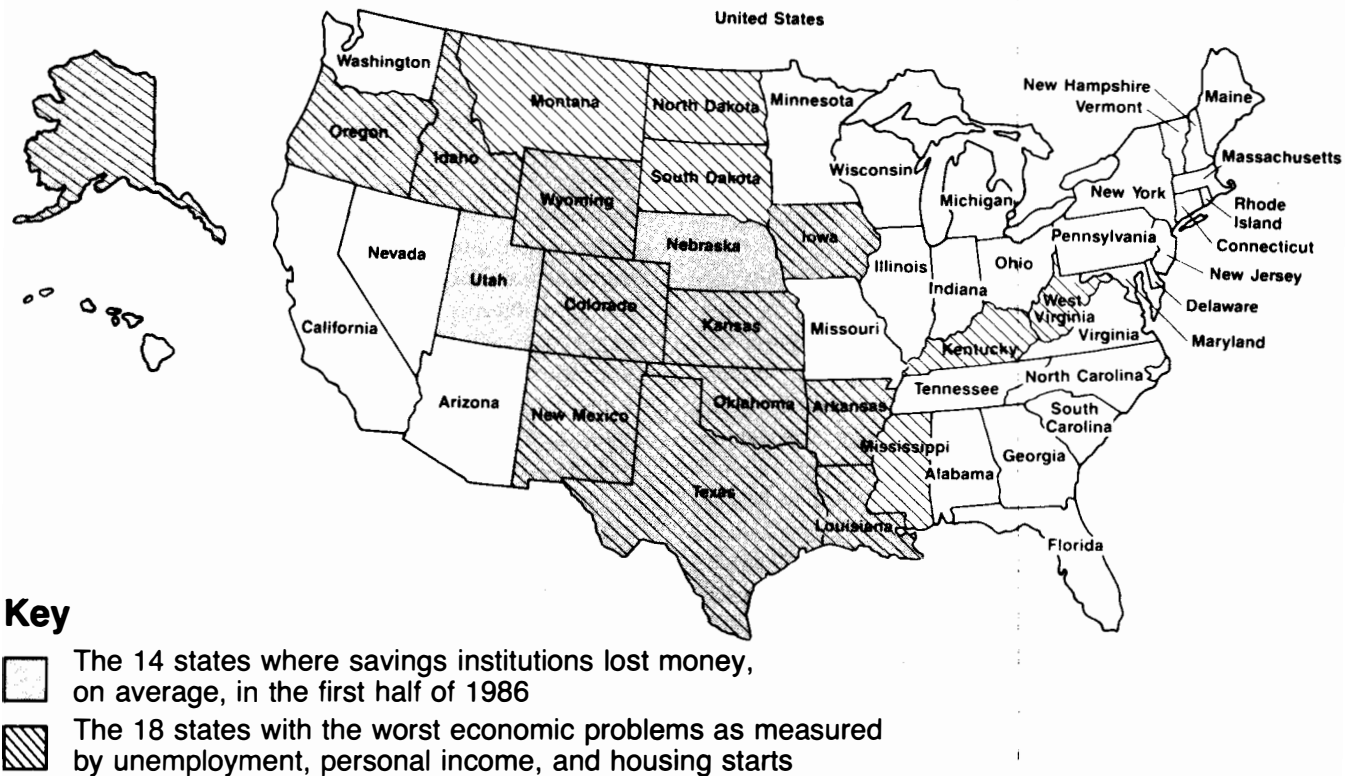 United States
Washington
Oregon
Idaho
Montana
North Dakota
Minnesota
New Hampshire
Vermont
Maine
Massachusetts
Wisconsin
South Dakota
Wyoming
Michigan
New York
Rhode
Island
Connecticut
Pennsylvania
New Jersey
Nevada
Utah
Nebraska
Iowa
Illinois
Indiana
Ohio
West
Virginia
Virginia
Delaware
Maryland
California
Colorado
Kansas
Missouri
Kentucky
Arizona
New Mexico
Oklahoma
Arkansas
Tennessee
North Carolina
South
Carolina
Mississippi
Alabama
Georgia
Texas
Louisiana
Florida
Key
The 14 states where savings institutions lost money,
on average, in the first half of 1986
The 18 states with the worst economic problems as measured
by unemployment, personal income, and housing starts